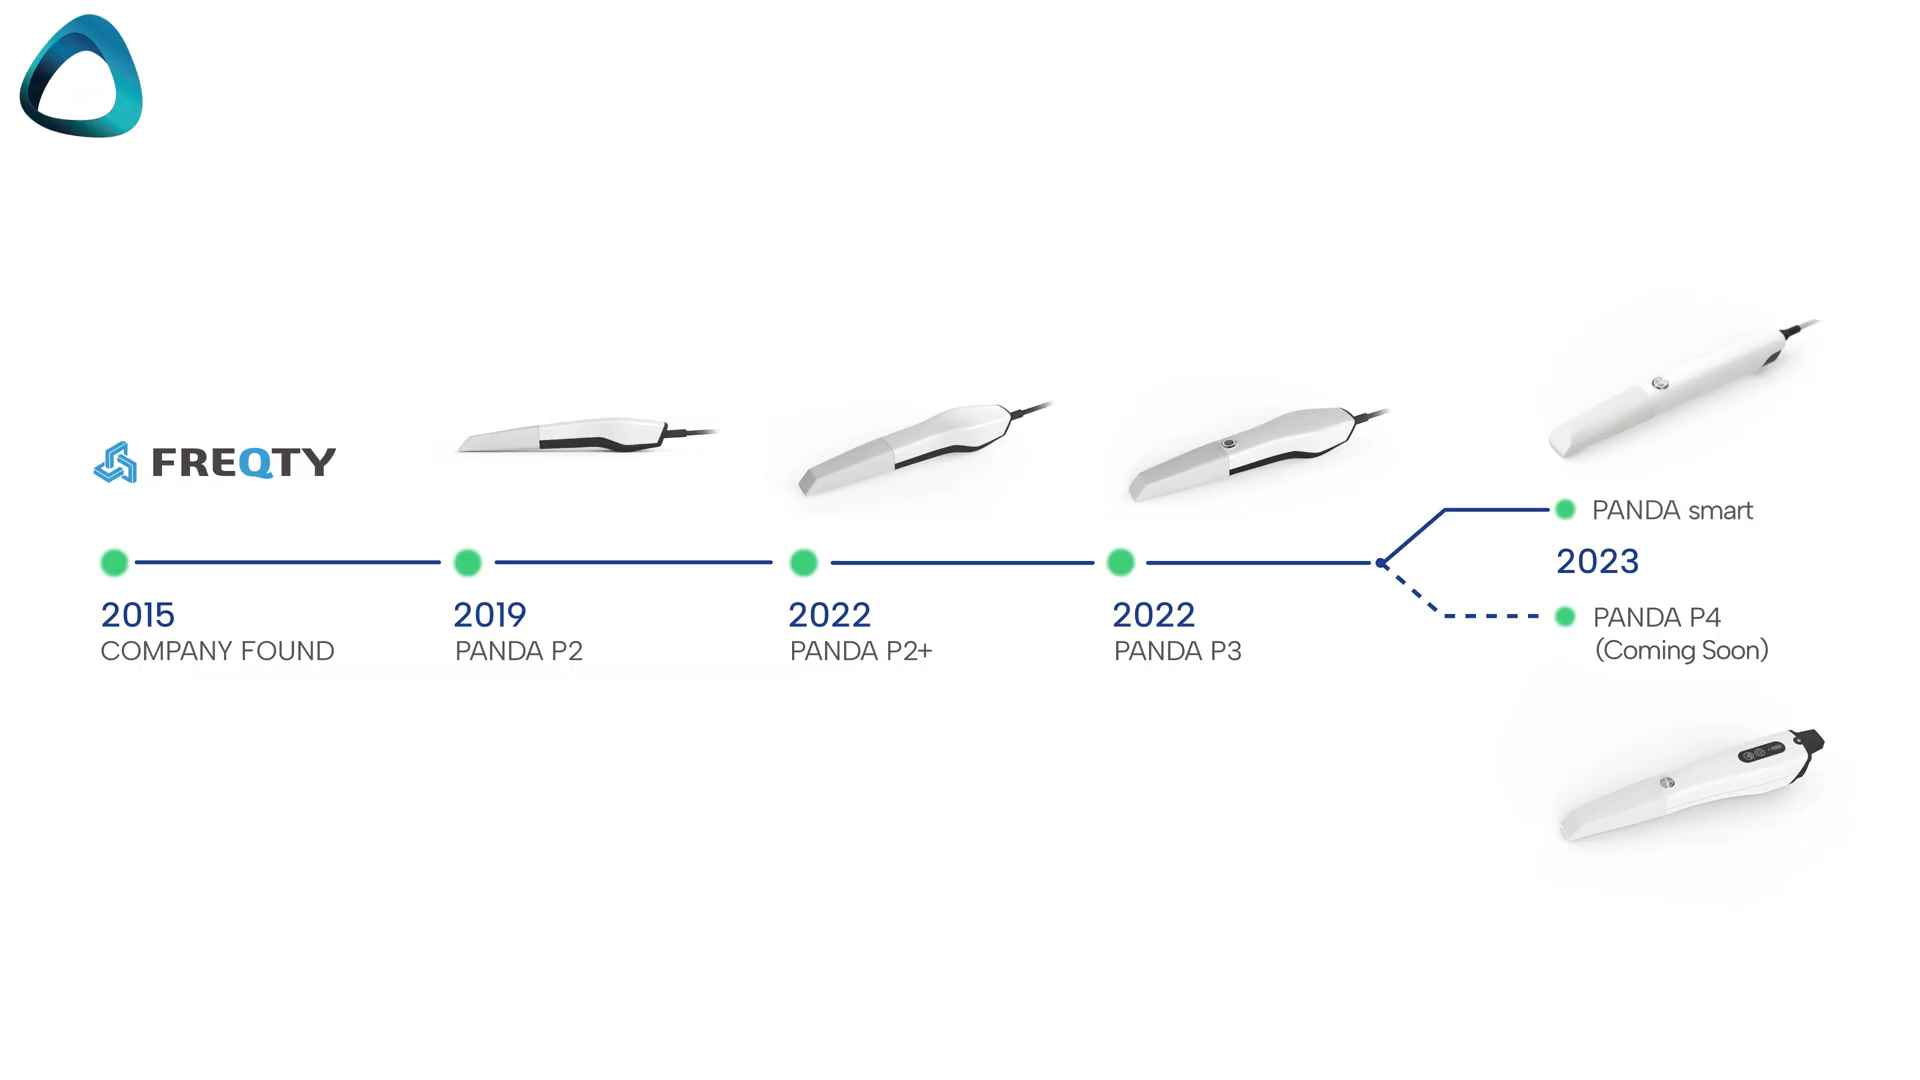 FREQTY
2015
COMPANY FOUND
2019
PANDA P2
2022
PANDA P2+
2022
PANDA P3
PANDA smart
2023
PANDA P4
(Coming Soon)